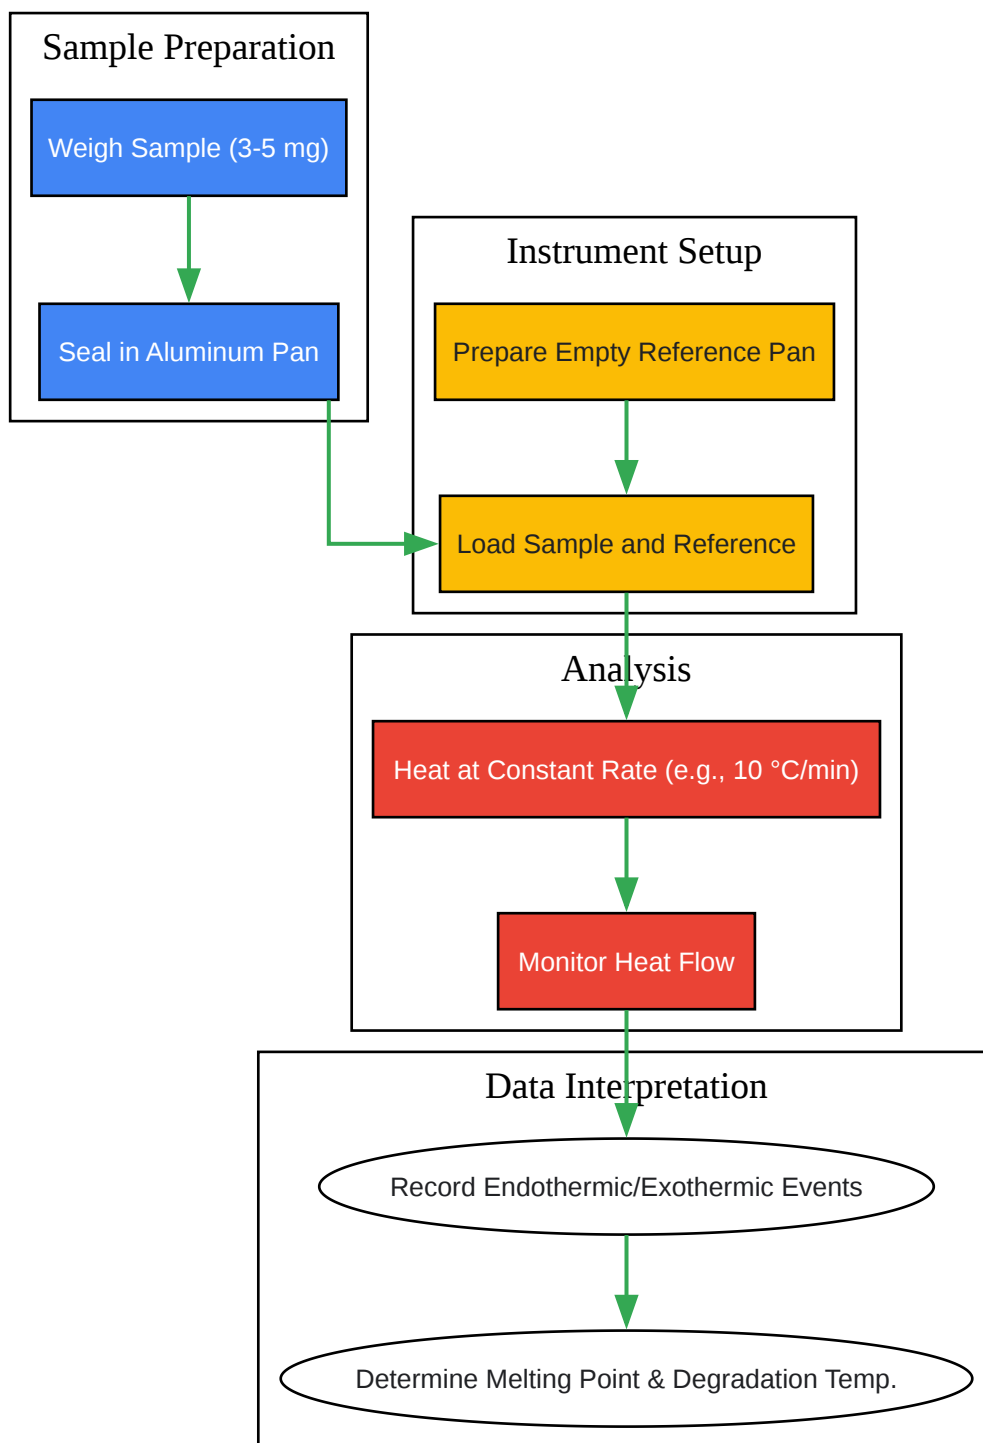 Sample Preparation
Weigh Sample (3-5 mg)
Seal in Aluminum Pan
Instrument Setup
Prepare Empty Reference Pan
Load Sample and Reference
Analysis
Heat at Constant Rate (e.g., 10 °C/min)
Monitor Heat Flow
Data Interpretation
Record Endothermic/Exothermic Events
Determine Melting Point & Degradation Temp.